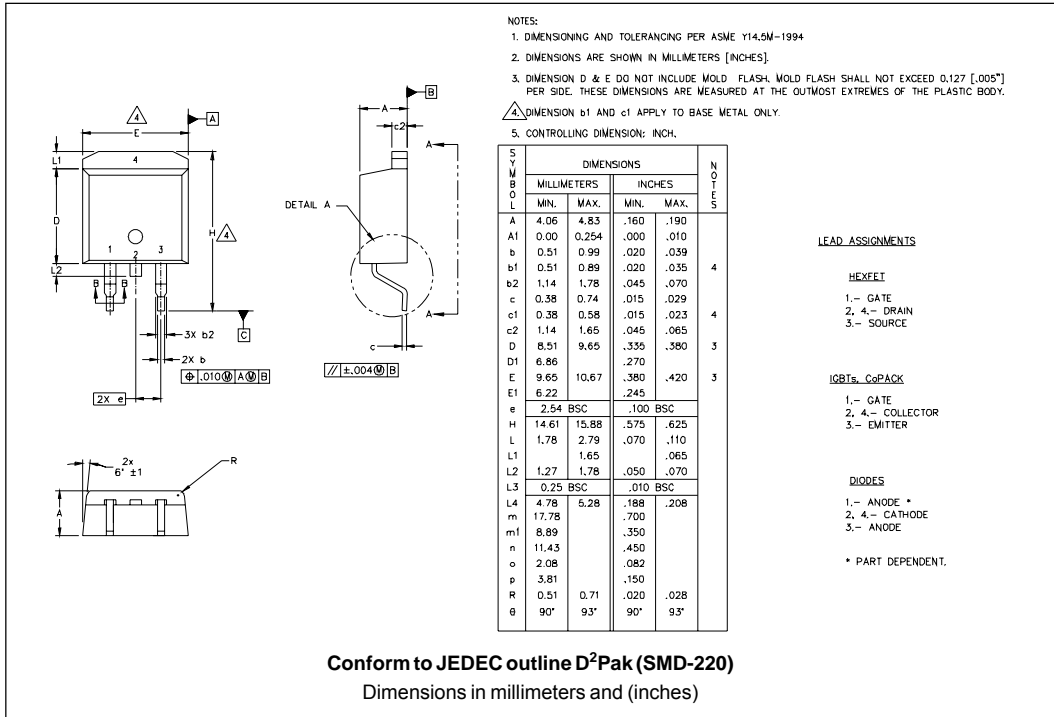 NOTES:
1. DIMENSIONING AND TOLERANCING PER ASME Y14.5M-1994
2. DIMENSIONS ARE SHOWN IN MILLIMETERS [INCHES].
3. DIMENSION D & E DO NOT INCLUDE MOLD FLASH. MOLD FLASH SHALL NOT EXCEED 0.127 [.005"]
PER SIDE. THESE DIMENSIONS ARE MEASURED AT THE OUTMOST EXTREMES OF THE PLASTIC BODY.
4. DIMENSION b1 AND c1 APPLY TO BASE METAL ONLY.
5. CONTROLLING DIMENSION: INCH.
4
E
A
L1
4
D
H
4
1
2
3
L2
B
B
C
3X b2
2X b
⌖ .010 Ⓜ A Ⓜ B
2X e
A
B
c2
A
DETAIL A
A
c
// ±.004 Ⓜ B
2x
6° ±1
R
A
SYMBOL DIMENSIONS NOTES
MILLIMETERS INCHES
MIN. MAX. MIN. MAX.
A 4.06 4.83 .160 .190
A1 0.00 0.254 .000 .010
b 0.51 0.99 .020 .039
b1 0.51 0.89 .020 .035 4
b2 1.14 1.78 .045 .070
c 0.38 0.74 .015 .029
c1 0.38 0.58 .015 .023 4
c2 1.14 1.65 .045 .065
D 8.51 9.65 .335 .380 3
D1 6.86 .270
E 9.65 10.67 .380 .420 3
E1 6.22 .245
e 2.54 BSC .100 BSC
H 14.61 15.88 .575 .625
L 1.78 2.79 .070 .110
L1 1.65 .065
L2 1.27 1.78 .050 .070
L3 0.25 BSC .010 BSC
L4 4.78 5.28 .188 .208
m 17.78 .700
m1 8.89 .350
n 11.43 .450
o 2.08 .082
p 3.81 .150
R 0.51 0.71 .020 .028
θ 90° 93° 90° 93°
LEAD ASSIGNMENTS
HEXFET
1.- GATE
2, 4.- DRAIN
3.- SOURCE
IGBTs, CoPACK
1.- GATE
2, 4.- COLLECTOR
3.- EMITTER
DIODES
1.- ANODE *
2, 4.- CATHODE
3.- ANODE
* PART DEPENDENT.
Conform to JEDEC outline D²Pak (SMD-220)
Dimensions in millimeters and (inches)